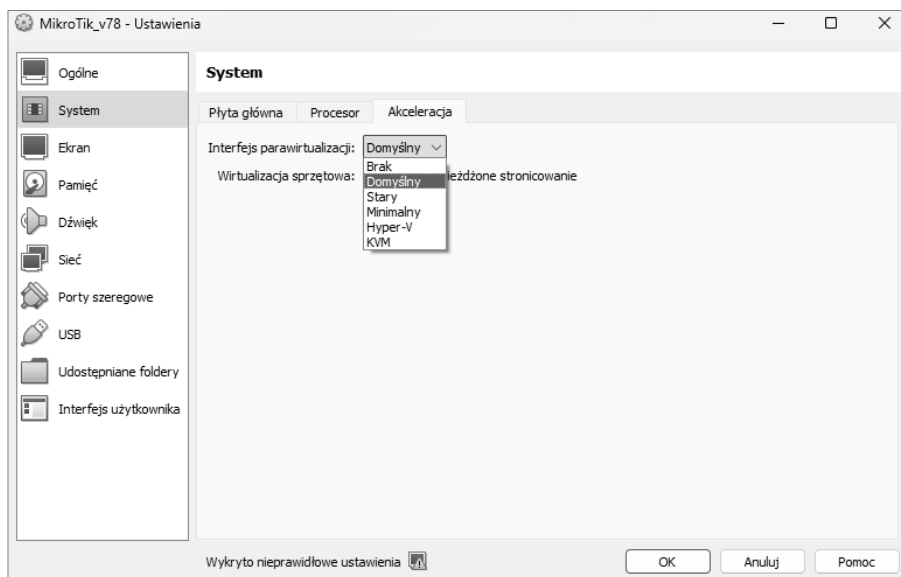 MikroTik_v78 - Ustawienia
Ogólne
System
Ekran
Pamięć
Dźwięk
Sieć
Porty szeregowe
USB
Udostępniane foldery
Interfejs użytkownika
System
Płyta główna Procesor Akceleracja
Interfejs parawirtualizacji: Domyślny
Brak
Domyślny
Stary
Minimalny
Hyper-V
KVM
Wirtualizacja sprzętowa: ieżdżone stronicowanie
Wykryto nieprawidłowe ustawienia
OK Anuluj Pomoc